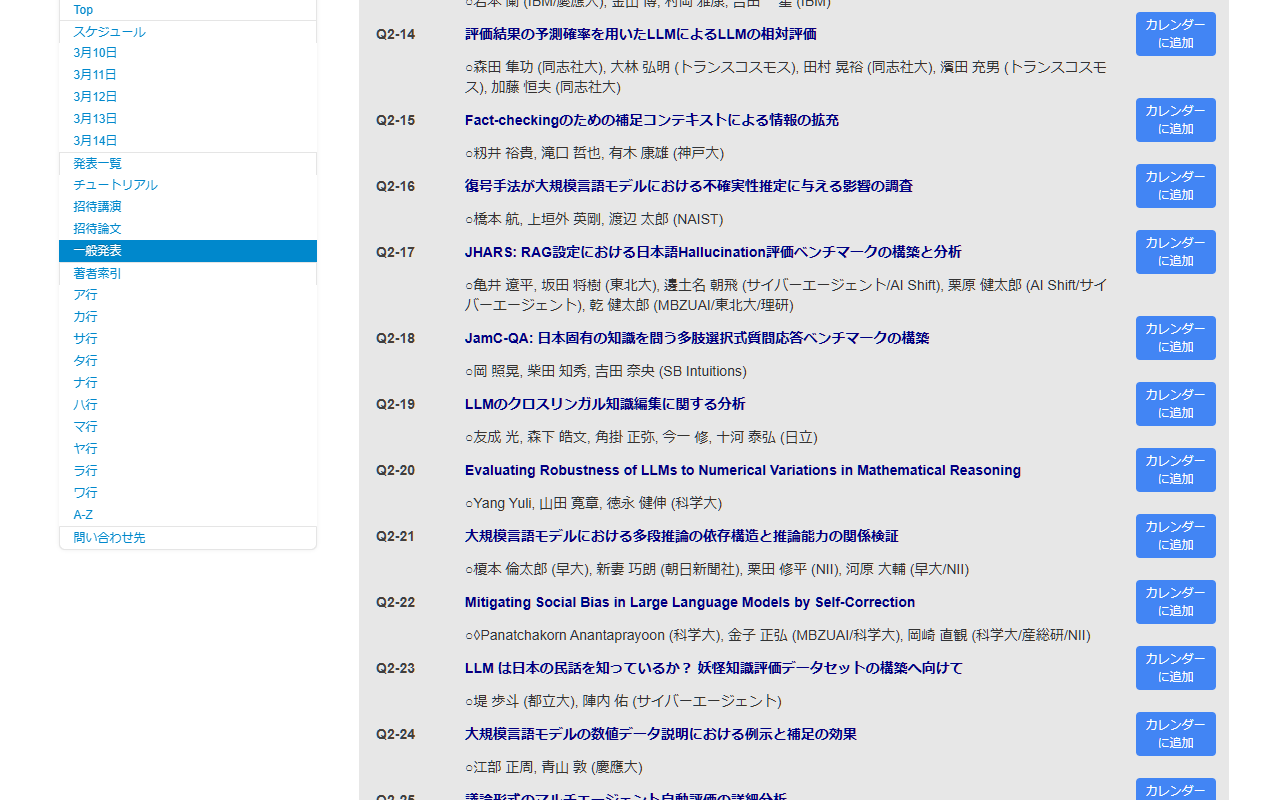 Top
スケジュール
3月10日
3月11日
3月12日
3月13日
3月14日
発表一覧
チュートリアル
招待講演
招待論文
一般発表
著者索引
ア行
カ行
サ行
タ行
ナ行
ハ行
マ行
ヤ行
ラ行
ワ行
A-Z
問い合わせ先
Q2-14 評価結果の予測確率を用いたLLMによるLLMの相対評価
カレンダー
に追加
○森田 隼功 (同志社大), 大林 弘明 (トランスコスモス), 田村 晃裕 (同志社大), 濱田 充男 (トランスコスモ
ス), 加藤 恒夫 (同志社大)
Q2-15 Fact-checkingのための補足コンテキストによる情報の拡充
カレンダー
に追加
○籾井 裕貴, 滝口 哲也, 有木 康雄 (神戸大)
Q2-16 復号手法が大規模言語モデルにおける不確実性推定に与える影響の調査
カレンダー
に追加
○橋本 航, 上垣外 英剛, 渡辺 太郎 (NAIST)
Q2-17 JHARS: RAG設定における日本語Hallucination評価ベンチマークの構築と分析
カレンダー
に追加
○亀井 遼平, 坂田 将樹 (東北大), 邊土名 朝飛 (サイバーエージェント/AI Shift), 栗原 健太郎 (AI Shift/サイ
バーエージェント), 乾 健太郎 (MBZUAI/東北大/理研)
Q2-18 JamC-QA: 日本固有の知識を問う多肢選択式質問応答ベンチマークの構築
カレンダー
に追加
○岡 照晃, 柴田 知秀, 吉田 奈央 (SB Intuitions)
Q2-19 LLMのクロスリンガル知識編集に関する分析
カレンダー
に追加
○友成 光, 森下 皓文, 角掛 正弥, 今一 修, 十河 泰弘 (日立)
Q2-20 Evaluating Robustness of LLMs to Numerical Variations in Mathematical Reasoning
カレンダー
に追加
○Yang Yuli, 山田 寛章, 徳永 健伸 (科学大)
Q2-21 大規模言語モデルにおける多段推論の依存構造と推論能力の関係検証
カレンダー
に追加
○榎本 倫太郎 (早大), 新妻 巧朗 (朝日新聞社), 栗田 修平 (NII), 河原 大輔 (早大/NII)
Q2-22 Mitigating Social Bias in Large Language Models by Self-Correction
カレンダー
に追加
○◊Panatchakorn Anantaprayoon (科学大), 金子 正弘 (MBZUAI/科学大), 岡崎 直観 (科学大/産総研/NII)
Q2-23 LLM は日本の民話を知っているか？ 妖怪知識評価データセットの構築へ向けて
カレンダー
に追加
○堤 歩斗 (都立大), 陣内 佑 (サイバーエージェント)
Q2-24 大規模言語モデルの数値データ説明における例示と補足の効果
カレンダー
に追加
○江部 正周, 青山 敦 (慶應大)
Q2-25 議論形式のマルチエージェント自動評価の詳細分析
カレンダー